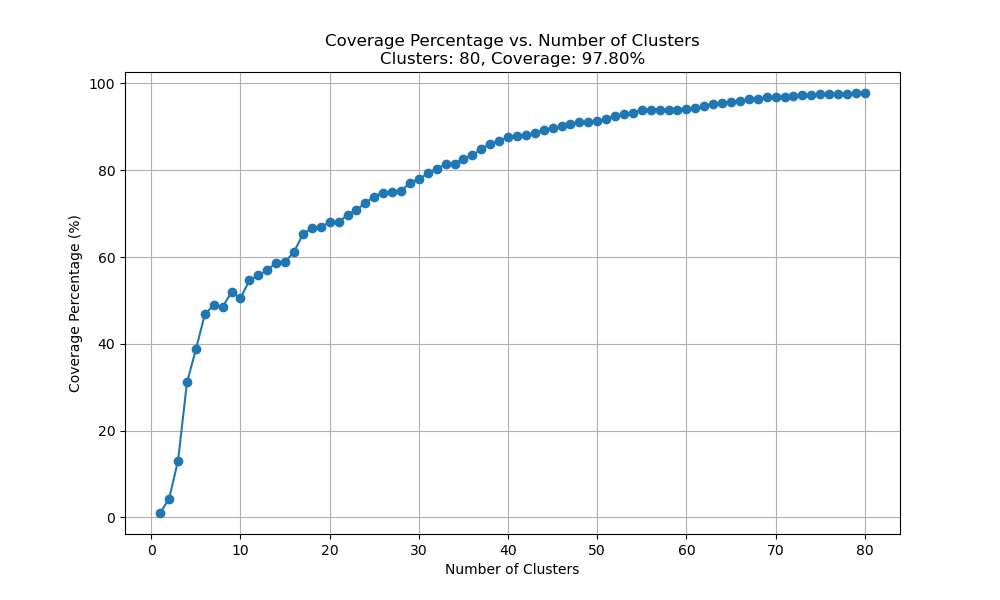 Coverage Percentage vs. Number of Clusters
Clusters: 80, Coverage: 97.80%
Coverage Percentage (%)
100
80
60
40
20
0
0 10 20 30 40 50 60 70 80
Number of Clusters